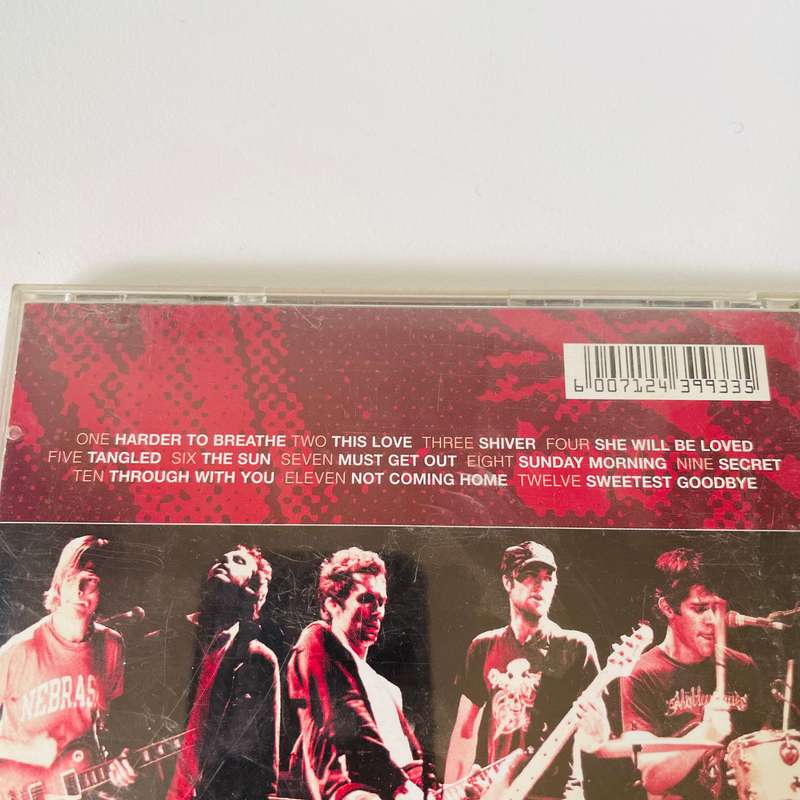 6 007124 399335
ONE HARDER TO BREATHE TWO THIS LOVE THREE SHIVER FOUR SHE WILL BE LOVED
FIVE TANGLED SIX THE SUN SEVEN MUST GET OUT EIGHT SUNDAY MORNING NINE SECRET
TEN THROUGH WITH YOU ELEVEN NOT COMING HOME TWELVE SWEETEST GOODBYE
NEBRAS